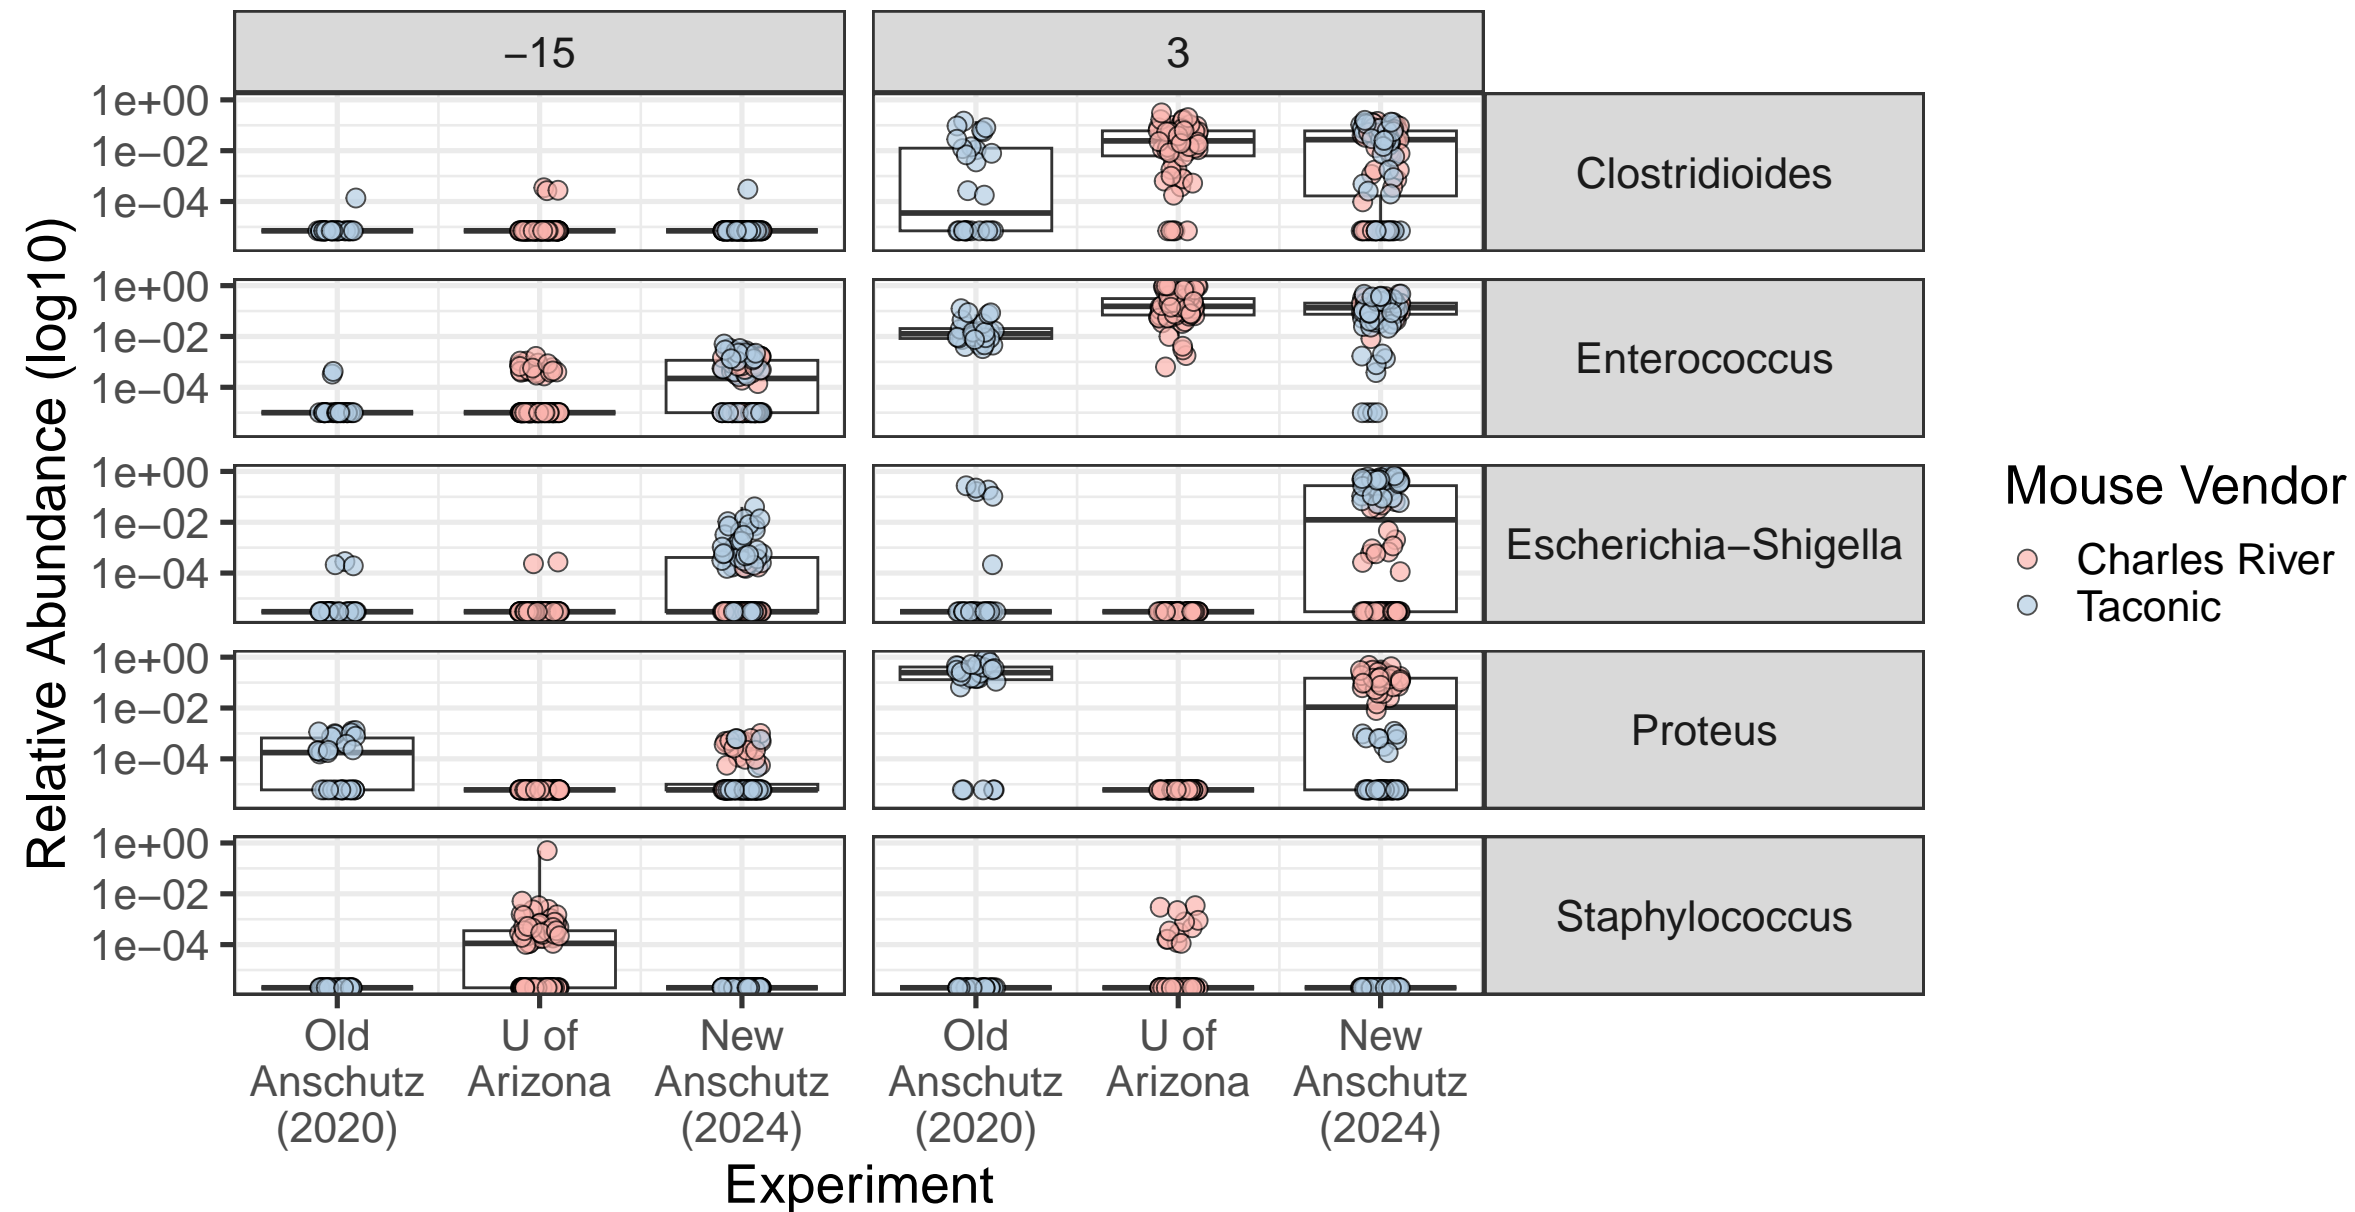 −15
3
1e+00
1e−02
1e−04
Clostridioides
1e+00
1e−02
1e−04
Enterococcus
1e+00
1e−02
1e−04
Escherichia−Shigella
1e+00
1e−02
1e−04
Proteus
1e+00
1e−02
1e−04
Staphylococcus
Relative Abundance (log10)
Old
Anschutz
(2020)
U of
Arizona
New
Anschutz
(2024)
Old
Anschutz
(2020)
U of
Arizona
New
Anschutz
(2024)
Experiment
Mouse Vendor
Charles River
Taconic